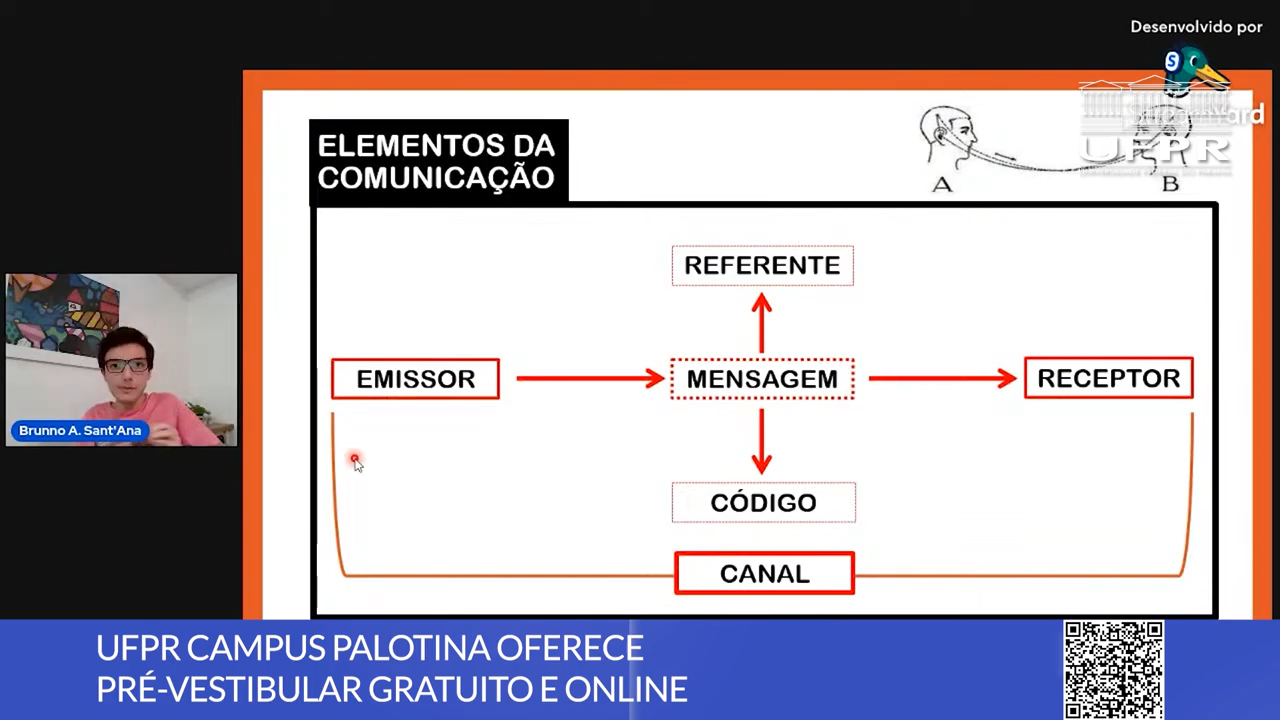 Desenvolvido por
S
UFPR
ard
ELEMENTOS DA
COMUNICAÇÃO
A
B
REFERENTE
EMISSOR
MENSAGEM
RECEPTOR
CÓDIGO
CANAL
Brunno A. Sant'Ana
UFPR CAMPUS PALOTINA OFERECE
PRÉ-VESTIBULAR GRATUITO E ONLINE